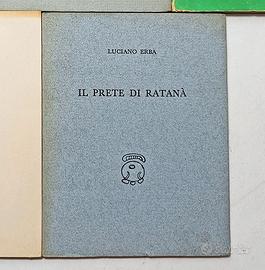 LUCIANO ERBA
IL PRETE DI RATANÀ